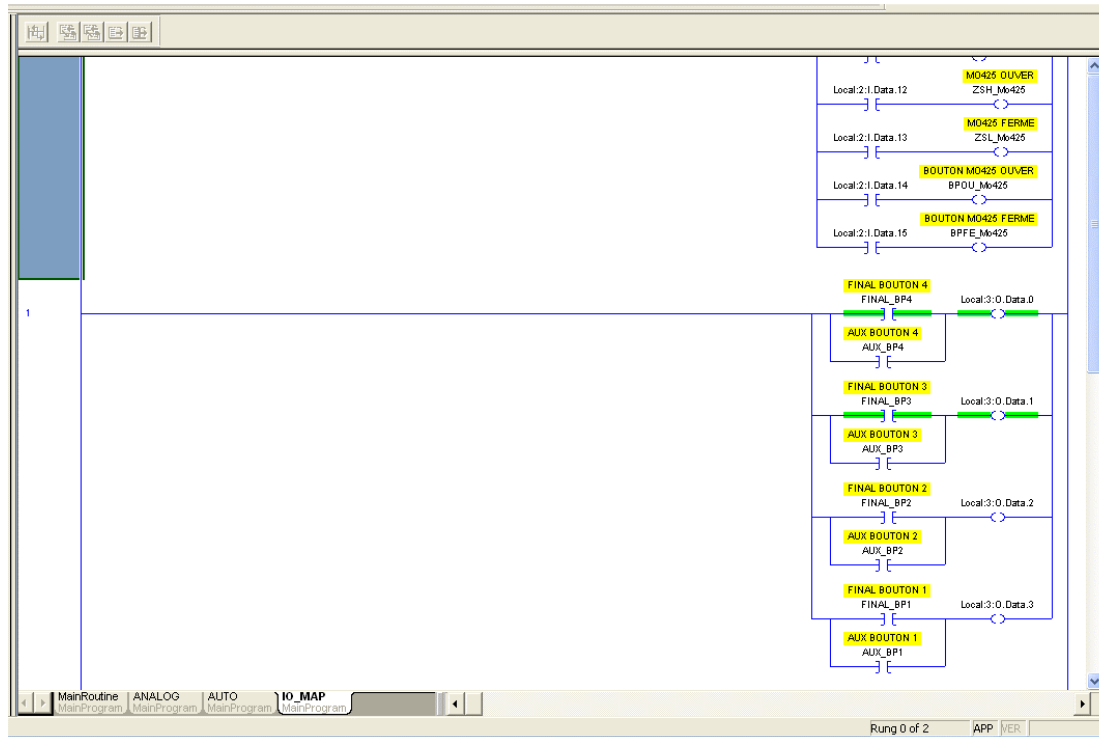 MO425 OUVER
Local:2:I.Data.12 ZSH_Mo425
MO425 FERME
Local:2:I.Data.13 ZSL_Mo425
BOUTON MO425 OUVER
Local:2:I.Data.14 BPOU_Mo425
BOUTON MO425 FERME
Local:2:I.Data.15 BPFE_Mo425
FINAL BOUTON 4
FINAL_BP4 Local:3:O.Data.0
1
AUX BOUTON 4
AUX_BP4
FINAL BOUTON 3
FINAL_BP3 Local:3:O.Data.1
AUX BOUTON 3
AUX_BP3
FINAL BOUTON 2
FINAL_BP2 Local:3:O.Data.2
AUX BOUTON 2
AUX_BP2
FINAL BOUTON 1
FINAL_BP1 Local:3:O.Data.3
AUX BOUTON 1
AUX_BP1
MainRoutine ANALOG AUTO IO_MAP
MainProgram MainProgram MainProgram MainProgram
Rung 0 of 2 APP VER